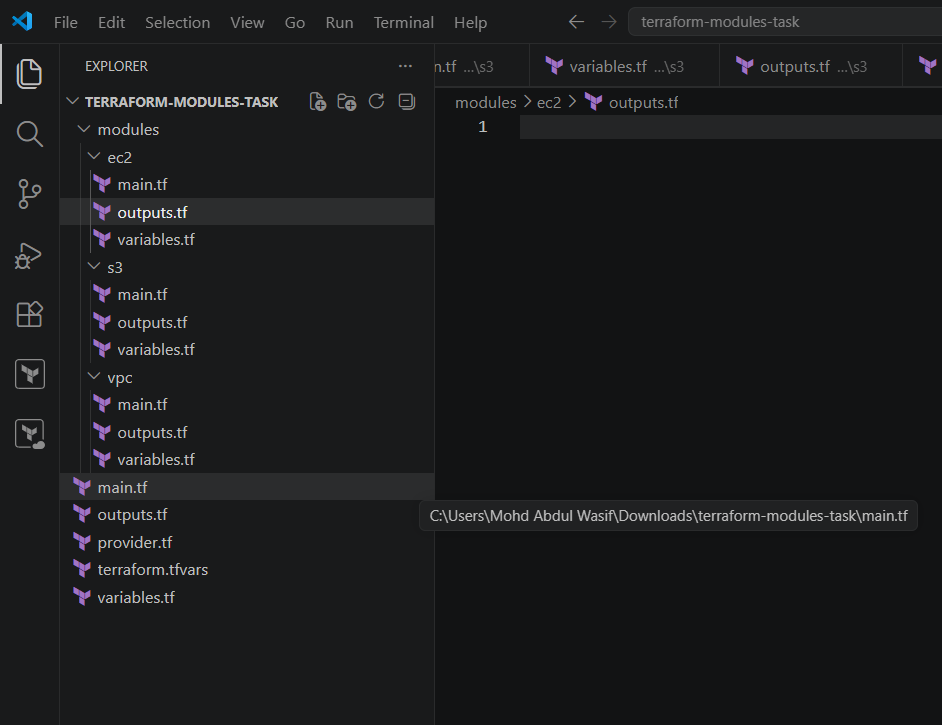 File Edit Selection View Go Run Terminal Help
terraform-modules-task
EXPLORER
n.tf ...\s3
variables.tf ...\s3
outputs.tf ...\s3
TERRAFORM-MODULES-TASK
modules > ec2 > outputs.tf
1
modules
ec2
main.tf
outputs.tf
variables.tf
s3
main.tf
outputs.tf
variables.tf
vpc
main.tf
outputs.tf
variables.tf
main.tf
C:\Users\Mohd Abdul Wasif\Downloads\terraform-modules-task\main.tf
outputs.tf
provider.tf
terraform.tfvars
variables.tf